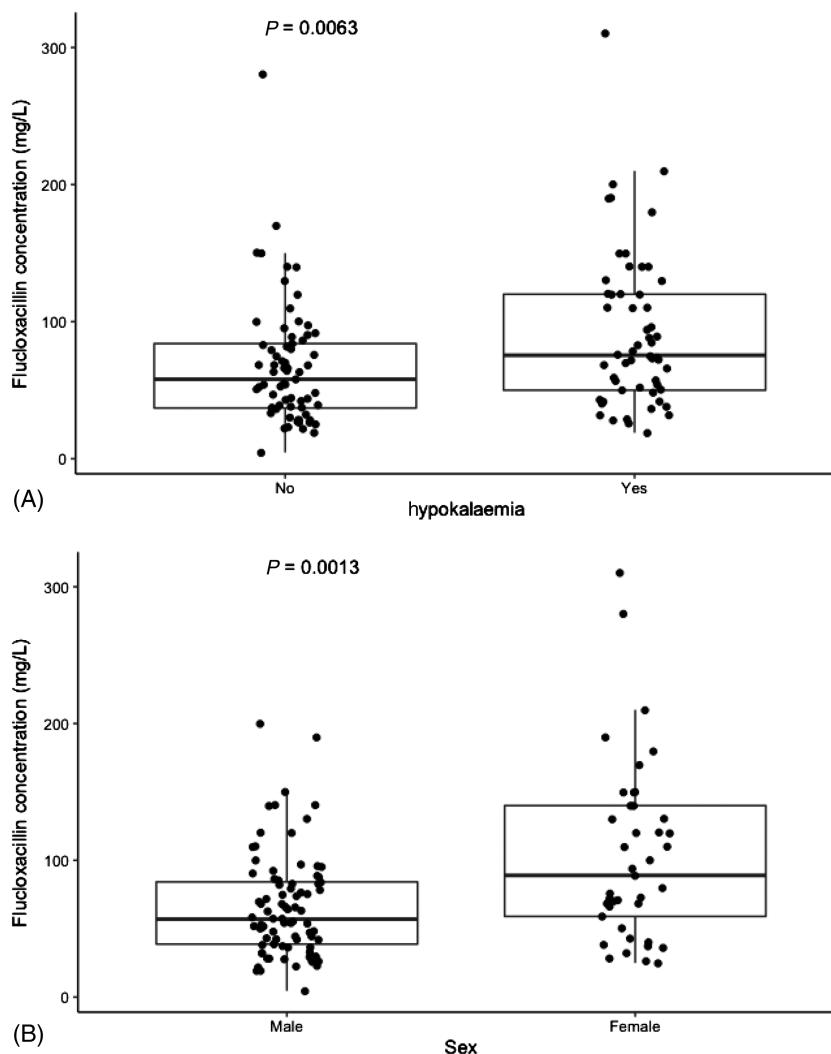 P = 0.0063
300
200
100
0
Flucloxacillin concentration (mg/L)
No
Yes
hypokalaemia
(A)
P = 0.0013
300
200
100
0
Flucloxacillin concentration (mg/L)
Male
Female
Sex
(B)